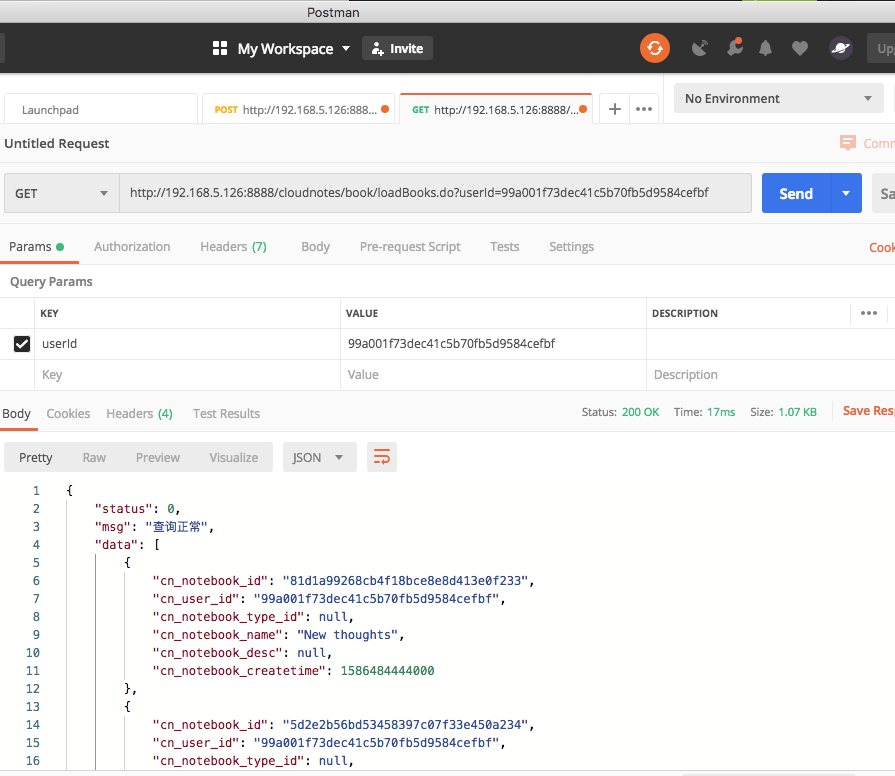 Postman
My Workspace Invite Up
Launchpad POST http://192.168.5.126:888... GET http://192.168.5.126:8888/... No Environment
Untitled Request Comm
GET http://192.168.5.126:8888/cloudnotes/book/loadBooks.do?userId=99a001f73dec41c5b70fb5d9584cefbf Send Sa
Params Authorization Headers (7) Body Pre-request Script Tests Settings Cook
Query Params
KEY VALUE DESCRIPTION
userId 99a001f73dec41c5b70fb5d9584cefbf
Key Value Description
Body Cookies Headers (4) Test Results Status: 200 OK Time: 17ms Size: 1.07 KB Save Resp
Pretty Raw Preview Visualize JSON
1 {
2 "status": 0,
3 "msg": "查询正常",
4 "data": [
5 {
6 "cn_notebook_id": "81d1a99268cb4f18bce8e8d413e0f233",
7 "cn_user_id": "99a001f73dec41c5b70fb5d9584cefbf",
8 "cn_notebook_type_id": null,
9 "cn_notebook_name": "New thoughts",
10 "cn_notebook_desc": null,
11 "cn_notebook_createtime": 1586484444000
12 },
13 {
14 "cn_notebook_id": "5d2e2b56bd53458397c07f33e450a234",
15 "cn_user_id": "99a001f73dec41c5b70fb5d9584cefbf",
16 "cn_notebook_type_id": null,